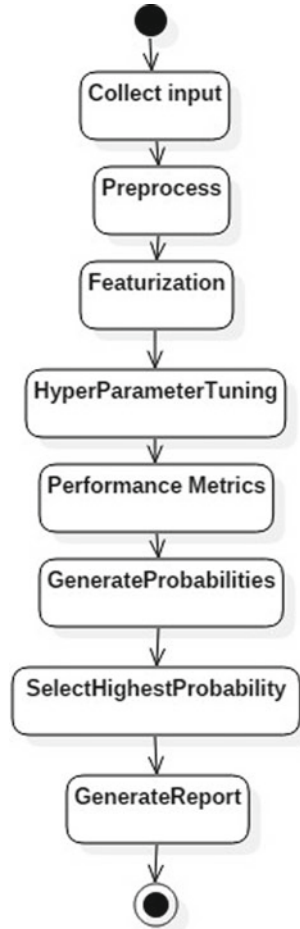 Collect input
Preprocess
Featurization
HyperParameterTuning
Performance Metrics
GenerateProbabilities
SelectHighestProbability
GenerateReport